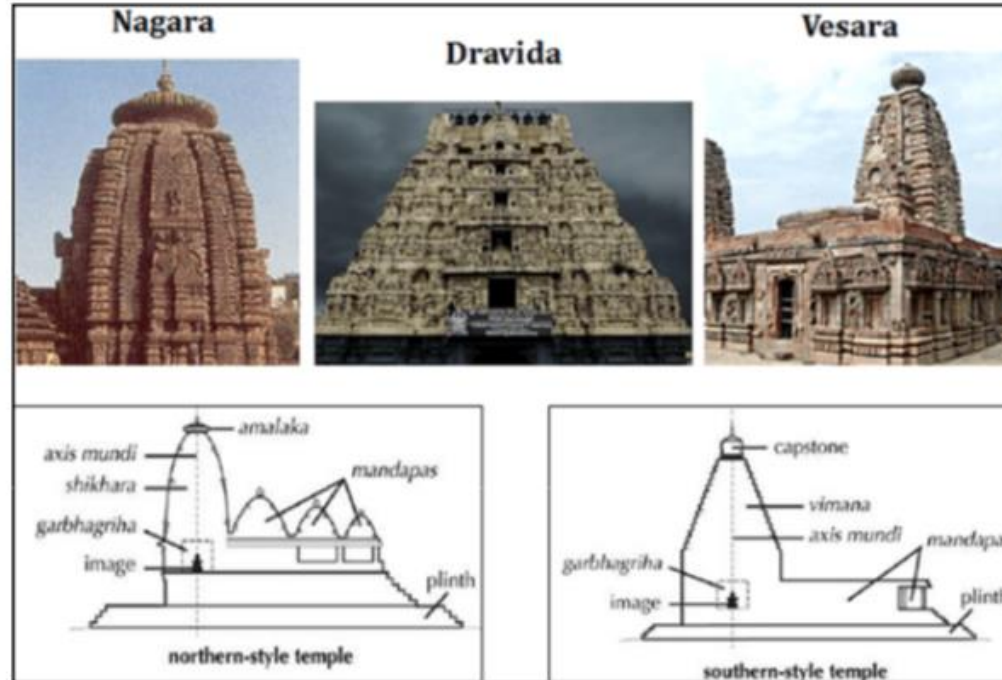 Nagara
Dravida
Vesara
amalaka
axis mundi
mandapas
shikhara
garbhagriha
image
plinth
northern-style temple
capstone
vimana
axis mundi
mandapas
garbhagriha
image
plinth
southern-style temple